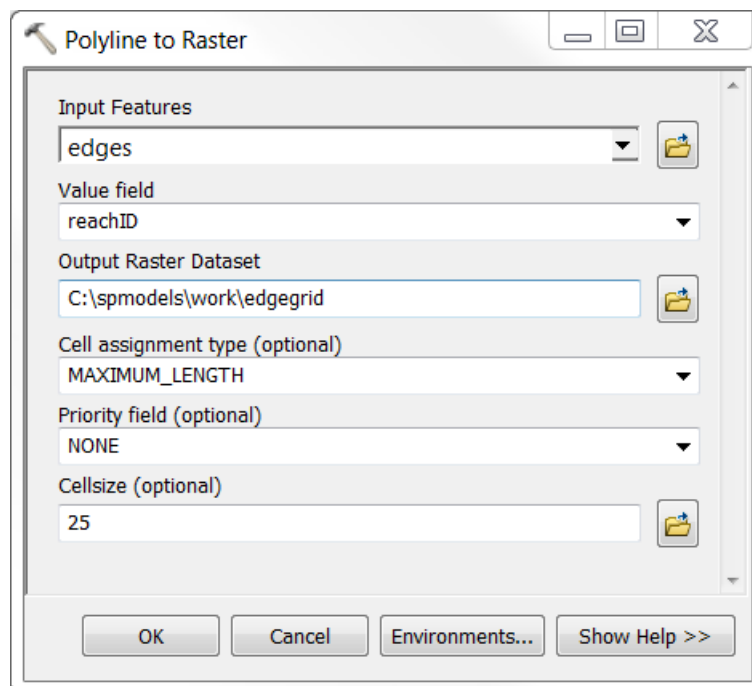 Polyline to Raster
Input Features
edges
Value field
reachID
Output Raster Dataset
C:\spmodels\work\edgegrid
Cell assignment type (optional)
MAXIMUM_LENGTH
Priority field (optional)
NONE
Cellsize (optional)
25
OK Cancel Environments... Show Help >>